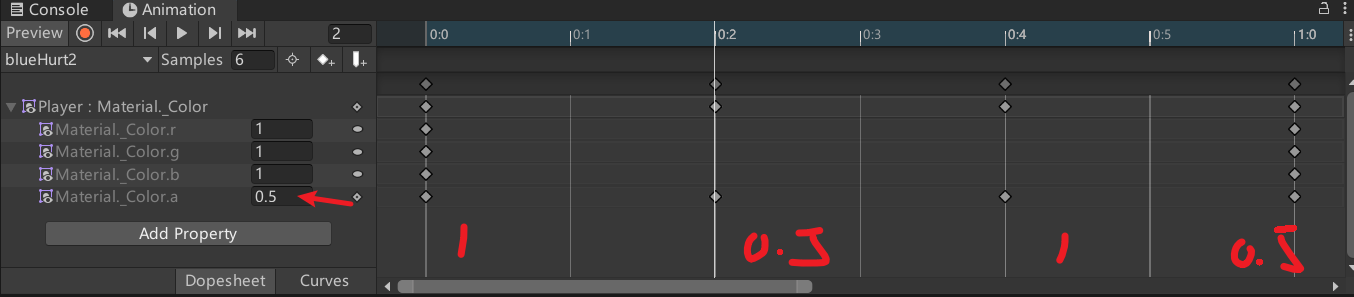 Console Animation
Preview 2 0:0 0:1 0:2 0:3 0:4 0:5 1:0
blueHurt2 Samples 6
Player : Material._Color
Material._Color.r 1
Material._Color.g 1
Material._Color.b 1
Material._Color.a 0.5
Add Property 1 0.5 1 0.5
Dopesheet Curves